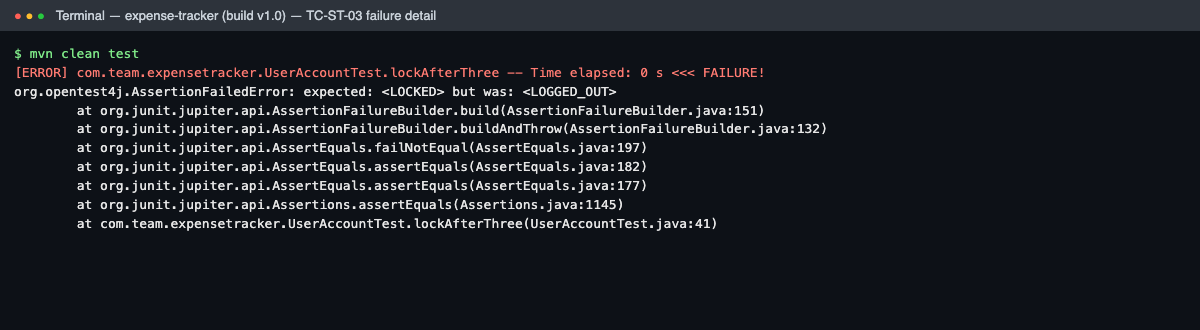 Terminal — expense-tracker (build v1.0) — TC-ST-03 failure detail
$ mvn clean test
[ERROR] com.team.expensetracker.UserAccountTest.lockAfterThree -- Time elapsed: 0 s <<< FAILURE!
org.opentest4j.AssertionFailedError: expected: <LOCKED> but was: <LOGGED_OUT>
        at org.junit.jupiter.api.AssertionFailureBuilder.build(AssertionFailureBuilder.java:151)
        at org.junit.jupiter.api.AssertionFailureBuilder.buildAndThrow(AssertionFailureBuilder.java:132)
        at org.junit.jupiter.api.AssertEquals.failNotEqual(AssertEquals.java:197)
        at org.junit.jupiter.api.AssertEquals.assertEquals(AssertEquals.java:182)
        at org.junit.jupiter.api.AssertEquals.assertEquals(AssertEquals.java:177)
        at org.junit.jupiter.api.Assertions.assertEquals(Assertions.java:1145)
        at com.team.expensetracker.UserAccountTest.lockAfterThree(UserAccountTest.java:41)